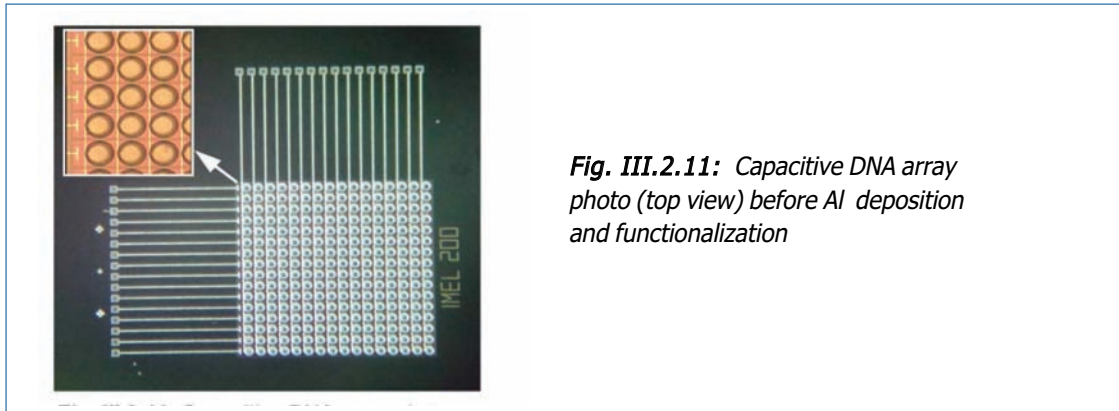 IMEL 200
Fig. III.2.11: Capacitive DNA array
photo (top view) before Al deposition
and functionalization